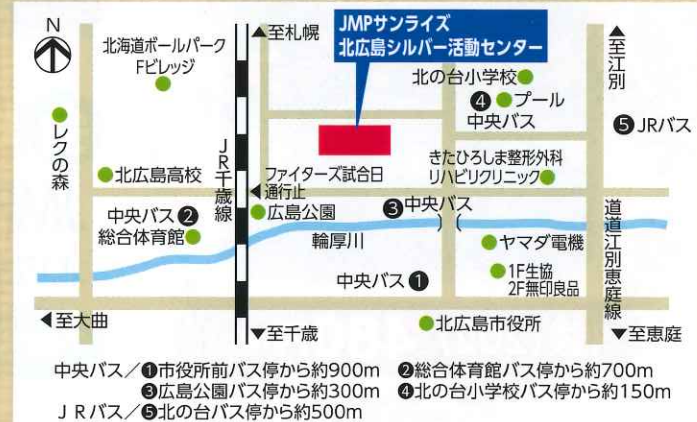 N
北海道ボールパーク
Fビレッジ
▲至札幌
JMPサンライズ
北広島シルバー活動センター
北の台小学校
❹プール
中央バス
▲至江別
❺JRバス
レクの森
北広島高校
JR千歳線
ファイターズ試合日
通行止
きたひろしま整形外科
リハビリクリニック
中央バス❷
総合体育館
広島公園
❸中央バス
輪厚川
ヤマダ電機
道道江別恵庭線
中央バス❶
1F生協
2F無印良品
◀至大曲
▼至千歳
北広島市役所
▼至恵庭
中央バス/❶市役所前バス停から約900m ❷総合体育館バス停から約700m
❸広島公園バス停から約300m ❹北の台小学校バス停から約150m
JRバス/❺北の台バス停から約500m